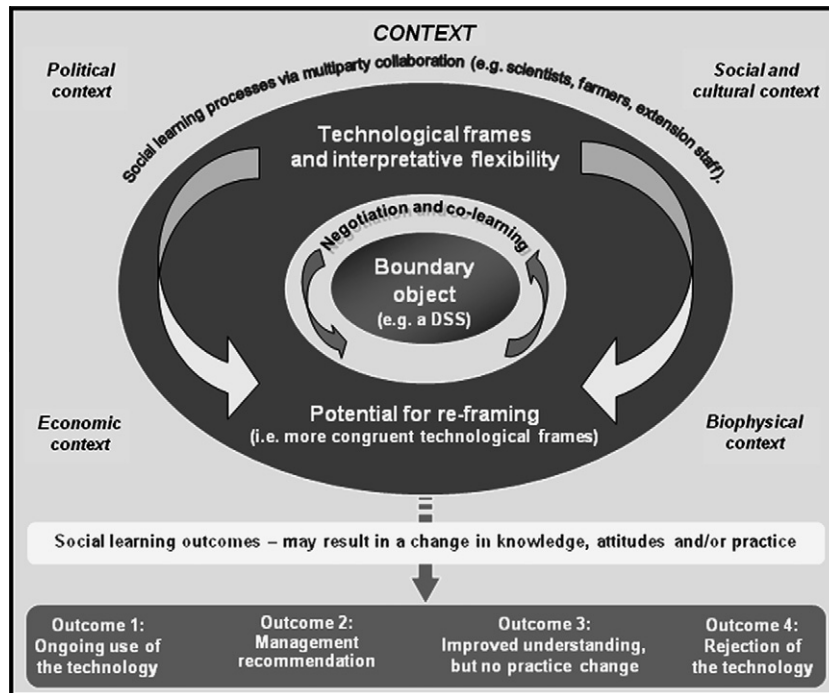 CONTEXT
Political
context
Social and
cultural context
Social learning processes via multiparty collaboration (e.g. scientists, farmers, extension staff).
Technological frames
and interpretative flexibility
Negotiation and co-learning
Boundary
object
(e.g. a DSS)
Potential for re-framing
(i.e. more congruent technological frames)
Economic
context
Biophysical
context
Social learning outcomes – may result in a change in knowledge, attitudes and/or practice
Outcome 1:
Ongoing use of
the technology
Outcome 2:
Management
recommendation
Outcome 3:
Improved understanding,
but no practice change
Outcome 4:
Rejection of
the technology